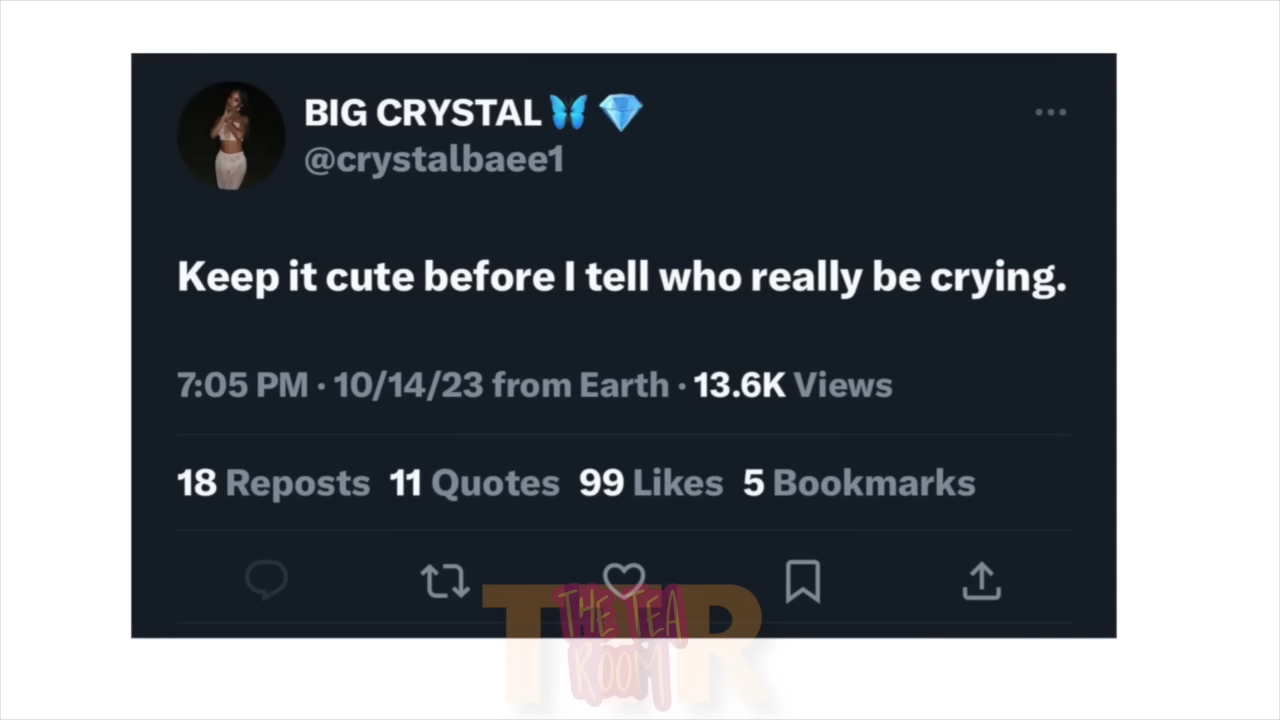 BIG CRYSTAL🦋💎
@crystalbaee1
Keep it cute before I tell who really be crying.
7:05 PM · 10/14/23 from Earth · 13.6K Views
18 Reposts 11 Quotes 99 Likes 5 Bookmarks
T R
THE TEA
ROOM